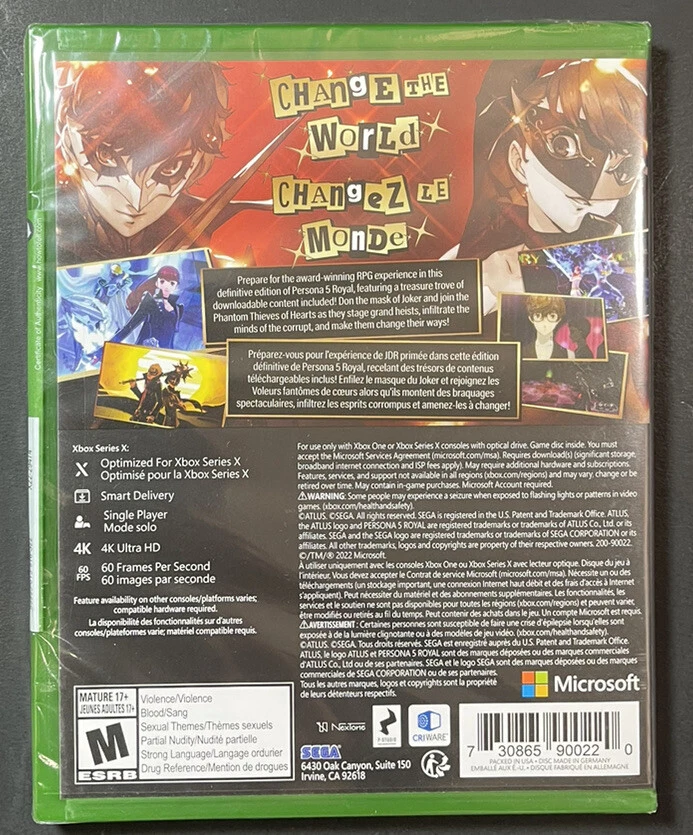 CHANGE THE
WORLD
CHANGEZ LE
MONDE
Prepare for the award-winning RPG experience in this
definitive edition of Persona 5 Royal, featuring a treasure trove of
downloadable content included! Don the mask of Joker and join the
Phantom Thieves of Hearts as they stage grand heists, infiltrate the
minds of the corrupt, and make them change their ways!
Préparez-vous pour l'expérience de JDR primée dans cette édition
définitive de Persona 5 Royal, recelant des trésors de contenus
téléchargeables inclus! Enfilez le masque du Joker et rejoignez les
Voleurs fantômes de cœurs alors qu'ils montent des braquages
spectaculaires, infiltrez les esprits corrompus et amenez-les à changer!
Certificate of Authenticity
Xbox Series X:
X Optimized For Xbox Series X
Optimisé pour la Xbox Series X
Smart Delivery
Single Player
Mode solo
4K 4K Ultra HD
60 FPS 60 Frames Per Second
60 images par seconde
Feature availability on other consoles/platforms varies;
compatible hardware required.
La disponibilité des fonctionnalités sur d'autres
consoles/plateformes varie; matériel compatible requis.
For use only with Xbox One or Xbox Series X consoles with optical drive. Game disc inside. You must
accept the Microsoft Services Agreement (microsoft.com/msa). Requires download(s) (significant storage,
broadband internet connection and ISP fees apply). May require additional hardware and subscriptions.
Features, services, and support not available in all regions (xbox.com/regions) and may vary, change or be
retired over time. May contain in-game purchases. Microsoft Account required.
⚠WARNING: Some people may experience a seizure when exposed to flashing lights or patterns in video
games. (xbox.com/healthandsafety).
©ATLUS. ©SEGA. All rights reserved. SEGA is registered in the U.S. Patent and Trademark Office. ATLUS,
the ATLUS logo and PERSONA 5 ROYAL are registered trademarks or trademarks of ATLUS Co., Ltd. or its
affiliates. SEGA and the SEGA logo are registered trademarks or trademarks of SEGA CORPORATION or its
affiliates. All other trademarks, logos and copyrights are property of their respective owners. 200-90022.
©/TM/® 2022 Microsoft.
À utiliser uniquement avec les consoles Xbox One ou Xbox Series X avec lecteur optique. Disque du jeu à
l'intérieur. Vous devez accepter le Contrat de service Microsoft (microsoft.com/msa). Nécessite un ou des
téléchargements (un stockage important, une connexion Internet haut débit et des frais d'accès à Internet
s'appliquent). Peut nécessiter du matériel et des abonnements supplémentaires. Les fonctionnalités, les
services et le soutien ne sont pas disponibles pour toutes les régions (xbox.com/regions) et peuvent varier,
être modifiés ou retirés au fil du temps. Peut contenir des achats dans le jeu. Un compte Microsoft est requis.
⚠AVERTISSEMENT : Certaines personnes sont susceptible de faire une crise d'épilepsie lorsqu'elles sont
exposée à de la lumière clignotante ou à des modèles de jeu vidéo. (xbox.com/healthandsafety).
©ATLUS. ©SEGA. Tous droits réservés. SEGA est enregistré auprès du U.S. Patent and Trademark Office.
ATLUS, le logo ATLUS et PERSONA 5 ROYAL sont des marques déposées ou des marques commerciales
d'ATLUS Co., Ltd ou de ses partenaires. SEGA et le logo SEGA sont des marques déposées ou des marques
commerciales de SEGA CORPORATION ou de ses partenaires.
Tous les autres marques, logos et copyrights sont la propriété
de leurs détenteurs respectifs.
Microsoft
MATURE 17+
JEUNES ADULTES 17+
M
ESRB
Violence/Violence
Blood/Sang
Sexual Themes/Thèmes sexuels
Partial Nudity/Nudité partielle
Strong Language/Langage ordurier
Drug Reference/Mention de drogues
NexTone
P-STUDIO
CRIWARE
SEGA
6430 Oak Canyon, Suite 150
Irvine, CA 92618
7 30865 90022 0
PACKED IN USA • DISC MADE IN GERMANY
EMBALLÉ AUX É.-U. • DISQUE FABRIQUÉ EN ALLEMAGNE